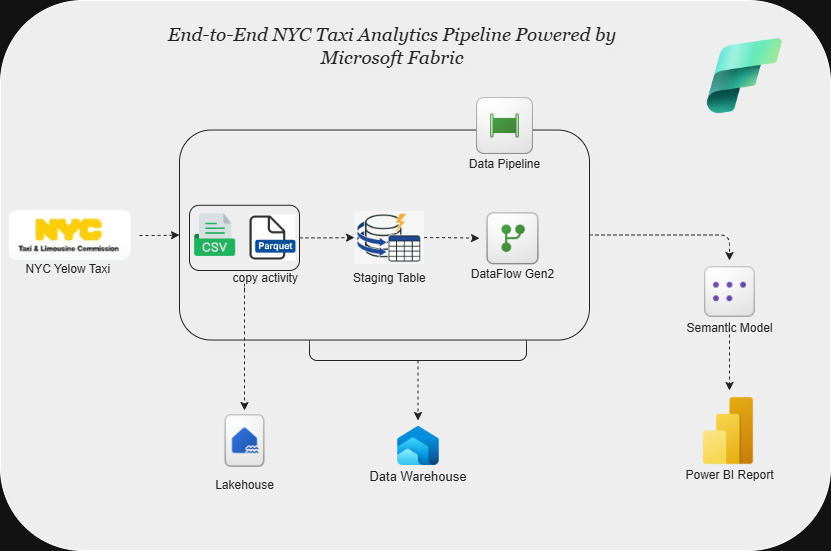 End-to-End NYC Taxi Analytics Pipeline Powered by
Microsoft Fabric
Data Pipeline
NYC
Taxi & Limousine Commission
NYC Yelow Taxi
CSV
Parquet
copy activity
Staging Table
DataFlow Gen2
Semantic Model
Lakehouse
Data Warehouse
Power BI Report